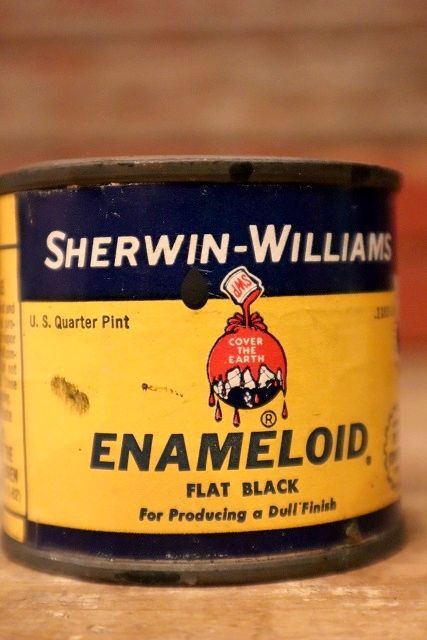 SHERWIN-WILLIAMS
SWP
U. S. Quarter Pint
COVER
THE
EARTH
®
ENAMELOID®
FLAT BLACK
For Producing a Dull Finish